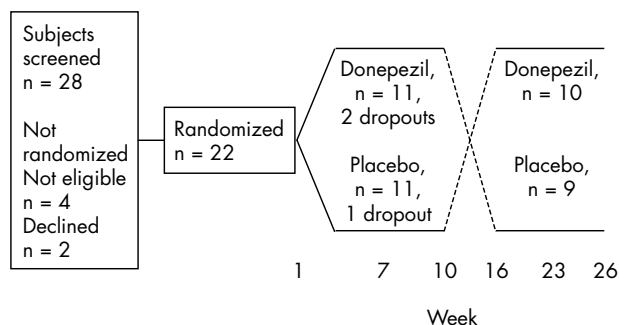 Subjects
screened
n = 28
Not
randomized
Not eligible
n = 4
Declined
n = 2
Randomized
n = 22
Donepezil,
n = 11,
2 dropouts
Placebo,
n = 11,
1 dropout
Donepezil,
n = 10
Placebo,
n = 9
1 7 10 16 23 26
Week